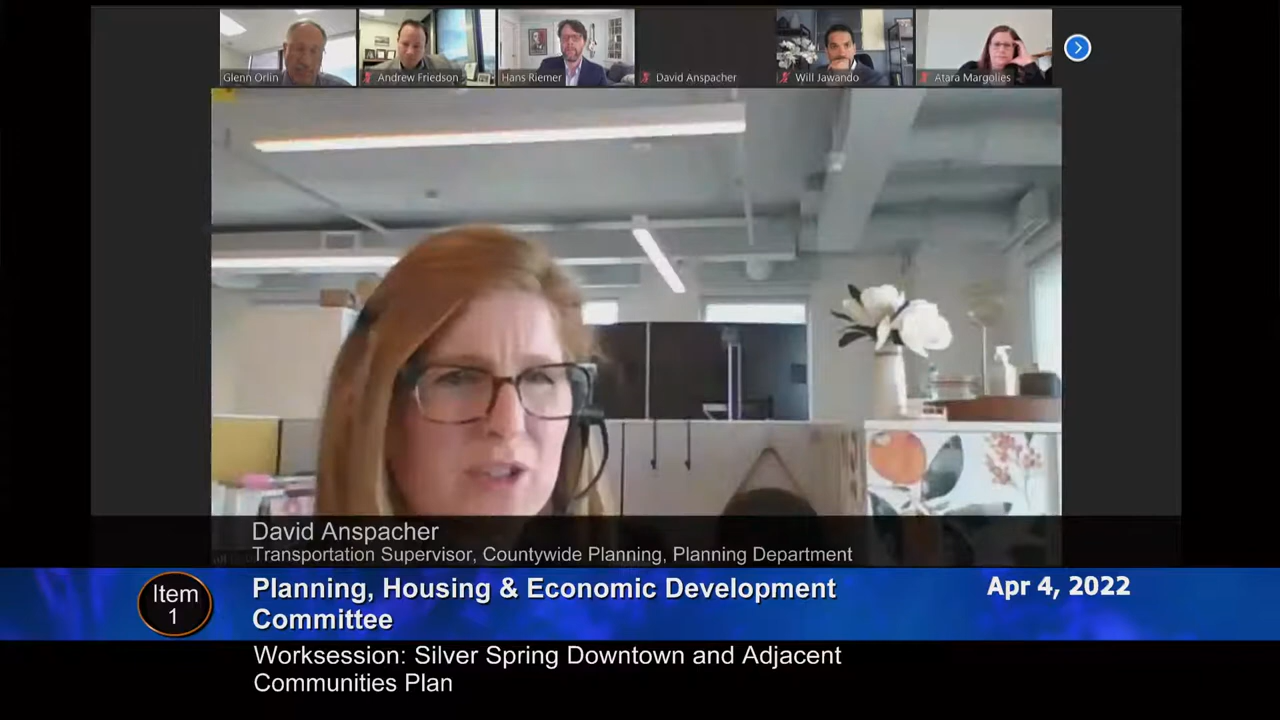 Glenn Orlin
Andrew Friedson
Hans Riemer
David Anspacher
Will Jawando
Atara Margolies
David Anspacher
Transportation Supervisor, Countywide Planning, Planning Department
Item
1
Planning, Housing & Economic Development
Committee
Apr 4, 2022
Worksession: Silver Spring Downtown and Adjacent
Communities Plan